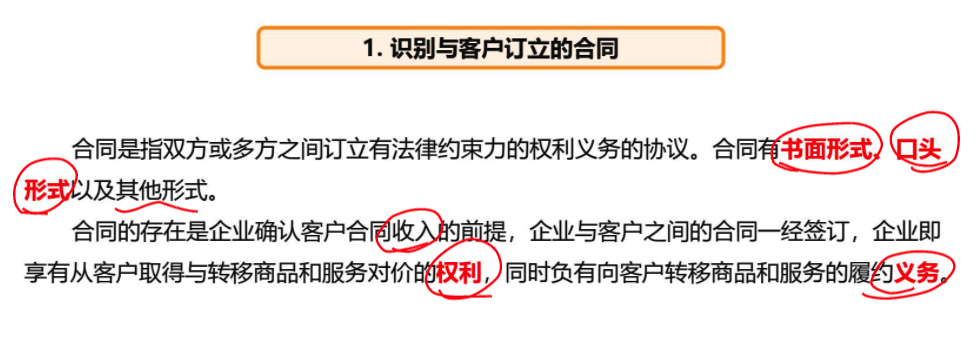 1. 识别与客户订立的合同
合同是指双方或多方之间订立有法律约束力的权利义务的协议。合同有书面形式、口头
形式以及其他形式。
合同的存在是企业确认客户合同收入的前提，企业与客户之间的合同一经签订，企业即
享有从客户取得与转移商品和服务对价的权利，同时负有向客户转移商品和服务的履约义务。